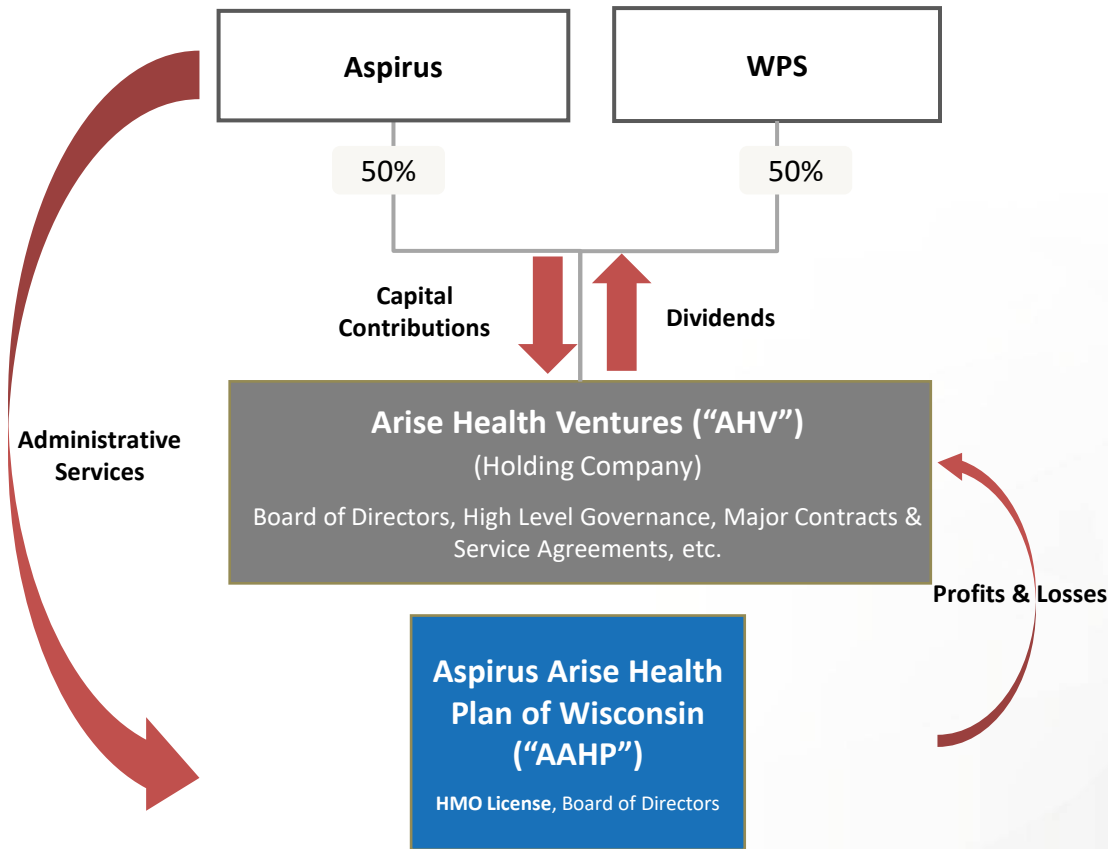 Aspirus
WPS
50%
50%
Capital
Contributions
Dividends
Administrative
Services
Arise Health Ventures (“AHV”)
(Holding Company)
Board of Directors, High Level Governance, Major Contracts &
Service Agreements, etc.
Profits & Losses
Aspirus Arise Health
Plan of Wisconsin
(“AAHP”)
HMO License, Board of Directors